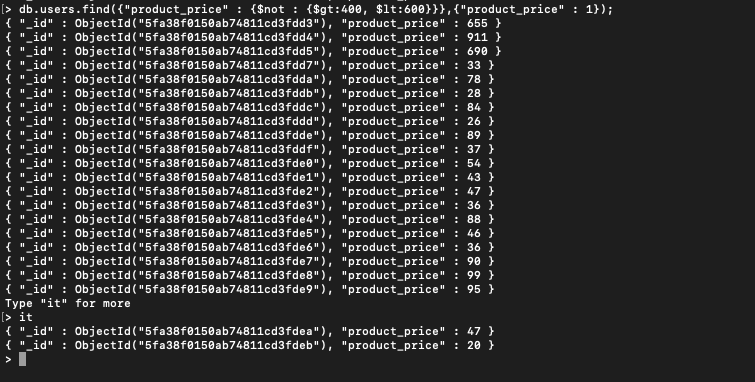 [> db.users.find({"product_price" : {$not : {$gt:400, $lt:600}}},{"product_price" : 1});
{ "_id" : ObjectId("5fa38f0150ab74811cd3fdd3"), "product_price" : 655 }
{ "_id" : ObjectId("5fa38f0150ab74811cd3fdd4"), "product_price" : 911 }
{ "_id" : ObjectId("5fa38f0150ab74811cd3fdd5"), "product_price" : 690 }
{ "_id" : ObjectId("5fa38f0150ab74811cd3fdd7"), "product_price" : 33 }
{ "_id" : ObjectId("5fa38f0150ab74811cd3fdda"), "product_price" : 78 }
{ "_id" : ObjectId("5fa38f0150ab74811cd3fddb"), "product_price" : 28 }
{ "_id" : ObjectId("5fa38f0150ab74811cd3fddc"), "product_price" : 84 }
{ "_id" : ObjectId("5fa38f0150ab74811cd3fddd"), "product_price" : 26 }
{ "_id" : ObjectId("5fa38f0150ab74811cd3fdde"), "product_price" : 89 }
{ "_id" : ObjectId("5fa38f0150ab74811cd3fddf"), "product_price" : 37 }
{ "_id" : ObjectId("5fa38f0150ab74811cd3fde0"), "product_price" : 54 }
{ "_id" : ObjectId("5fa38f0150ab74811cd3fde1"), "product_price" : 43 }
{ "_id" : ObjectId("5fa38f0150ab74811cd3fde2"), "product_price" : 47 }
{ "_id" : ObjectId("5fa38f0150ab74811cd3fde3"), "product_price" : 36 }
{ "_id" : ObjectId("5fa38f0150ab74811cd3fde4"), "product_price" : 88 }
{ "_id" : ObjectId("5fa38f0150ab74811cd3fde5"), "product_price" : 46 }
{ "_id" : ObjectId("5fa38f0150ab74811cd3fde6"), "product_price" : 36 }
{ "_id" : ObjectId("5fa38f0150ab74811cd3fde7"), "product_price" : 90 }
{ "_id" : ObjectId("5fa38f0150ab74811cd3fde8"), "product_price" : 99 }
{ "_id" : ObjectId("5fa38f0150ab74811cd3fde9"), "product_price" : 95 }
Type "it" for more
[> it
{ "_id" : ObjectId("5fa38f0150ab74811cd3fdea"), "product_price" : 47 }
{ "_id" : ObjectId("5fa38f0150ab74811cd3fdeb"), "product_price" : 20 }
>